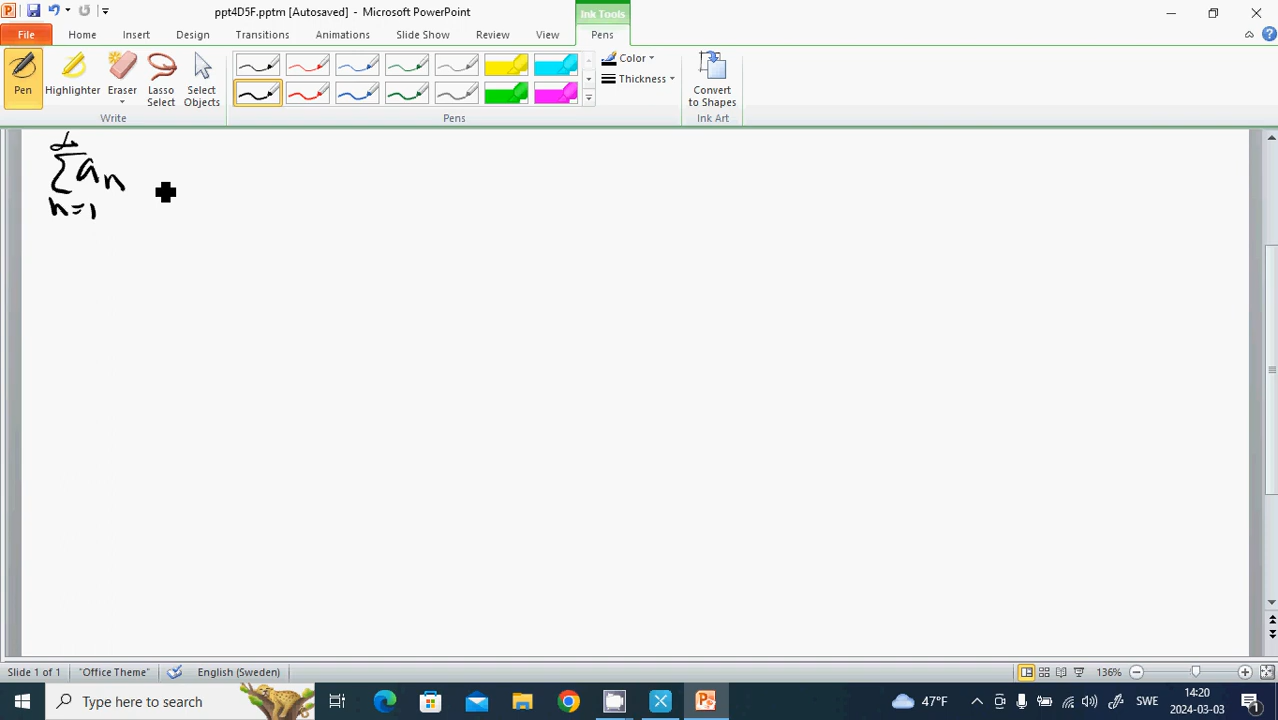 ppt4D5F.pptm [Autosaved] - Microsoft PowerPoint
Ink Tools
File Home Insert Design Transitions Animations Slide Show Review View Pens
Pen Highlighter Eraser Lasso Select Select Objects
Color
Thickness
Convert to Shapes
Write Pens Ink Art
∞
∑ an
n=1
Slide 1 of 1 "Office Theme" English (Sweden) 136%
Type here to search 47°F SWE 14:20 2024-03-03 1